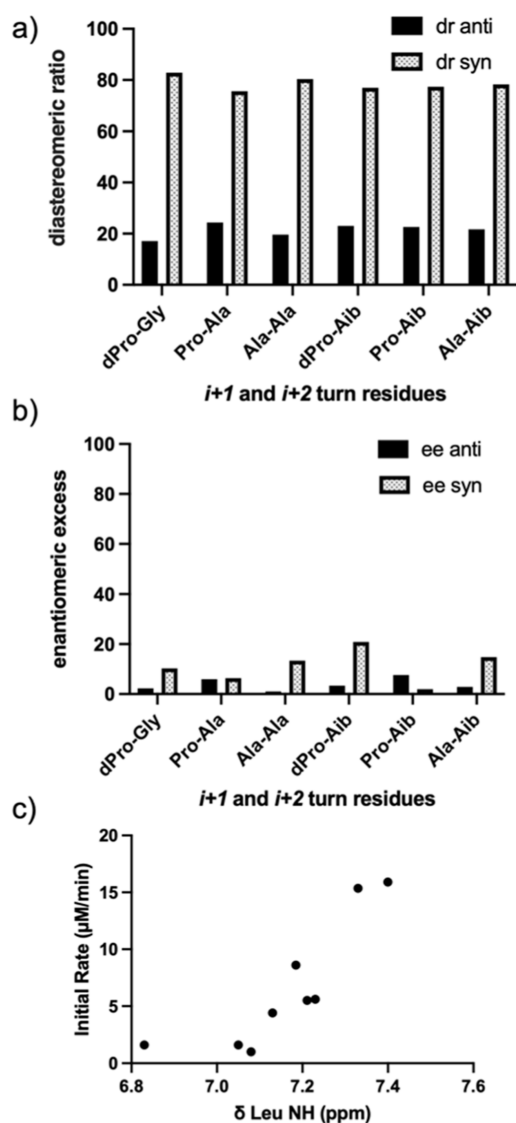 a)
dr anti
dr syn
diastereomeric ratio
100
80
60
40
20
0
dPro-Gly
Pro-Ala
Ala-Ala
dPro-Aib
Pro-Aib
Ala-Aib
i+1 and i+2 turn residues
b)
ee anti
ee syn
enantiomeric excess
100
80
60
40
20
0
dPro-Gly
Pro-Ala
Ala-Ala
dPro-Aib
Pro-Aib
Ala-Aib
i+1 and i+2 turn residues
c)
Initial Rate (µM/min)
20
15
10
5
0
6.8
7.0
7.2
7.4
7.6
δ Leu NH (ppm)